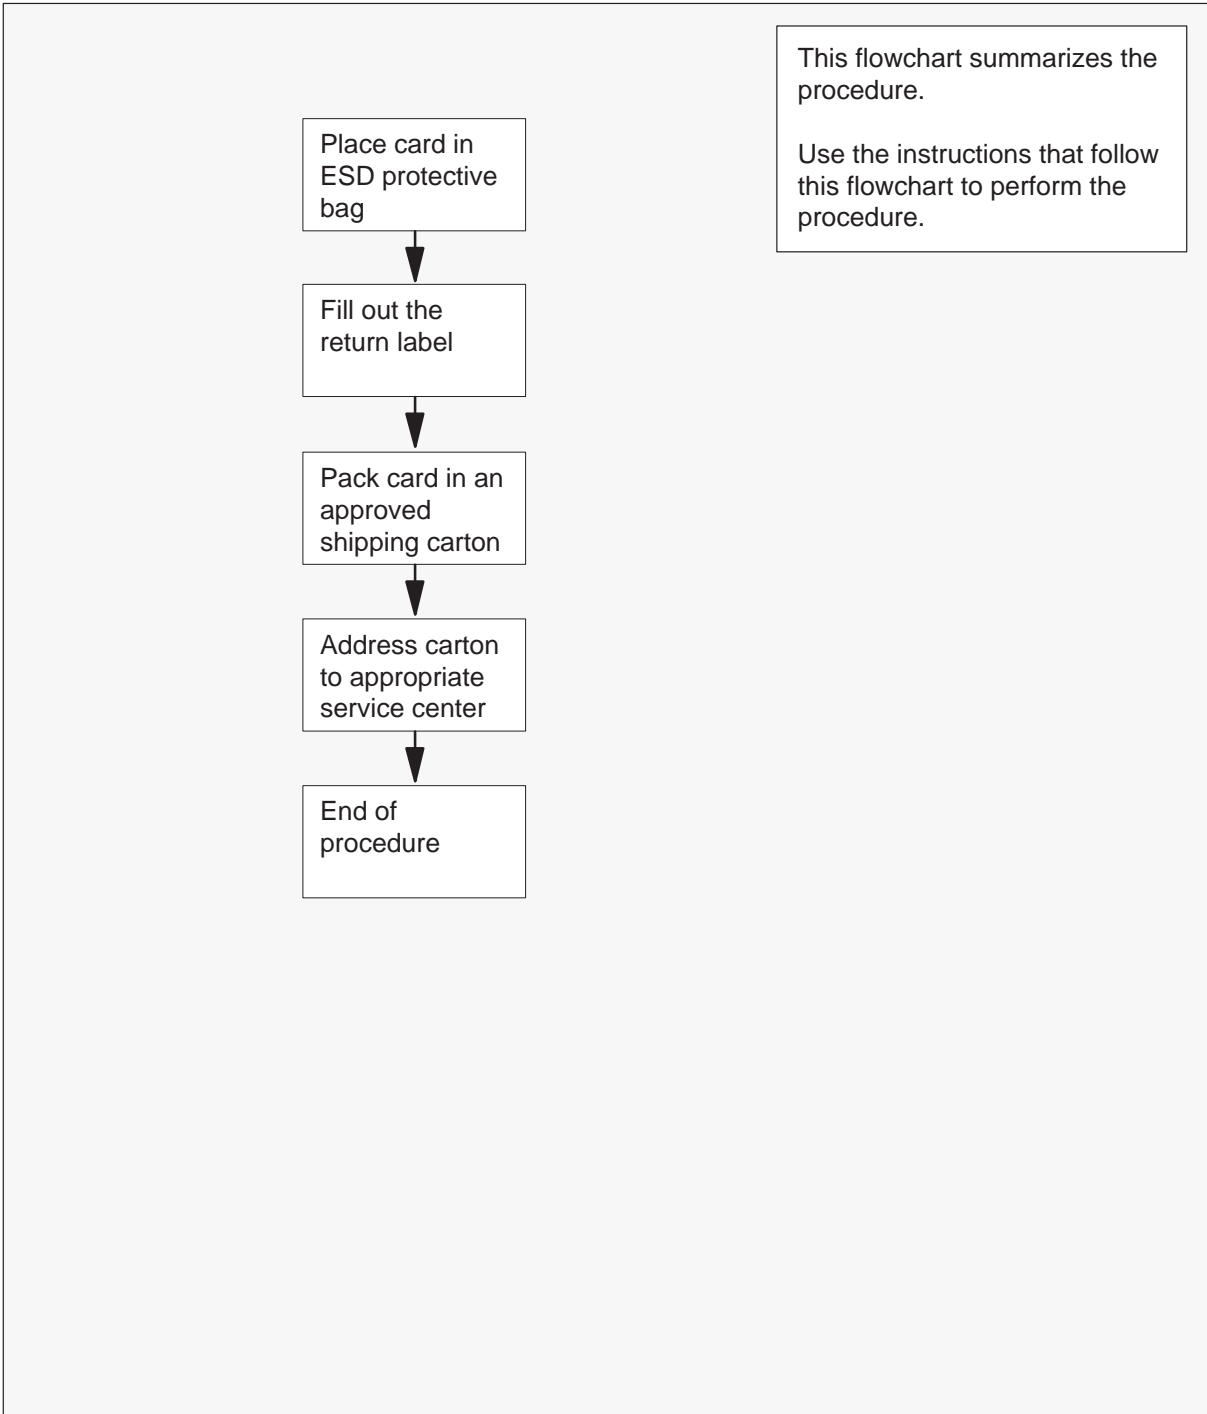 This flowchart summarizes the
procedure.
Use the instructions that follow
this flowchart to perform the
procedure.
Place card in
ESD protective
bag
Fill out the
return label
Pack card in an
approved
shipping carton
Address carton
to appropriate
service center
End of
procedure